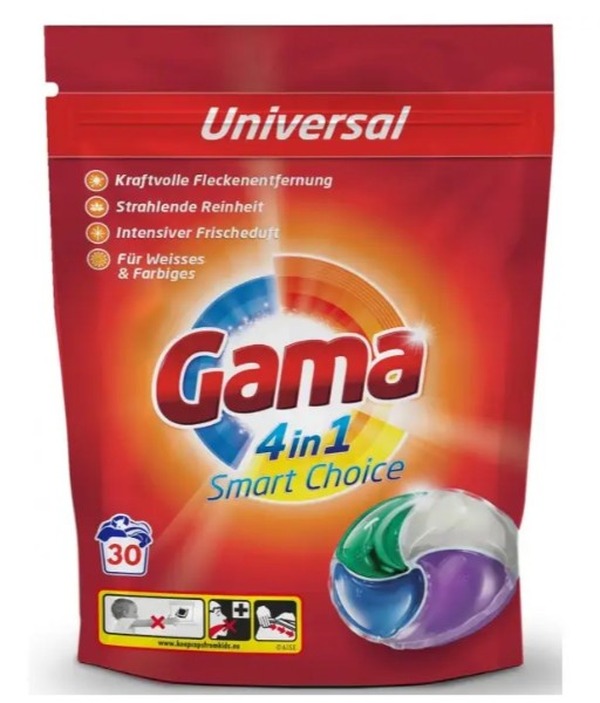 Universal
Kraftvolle Fleckenentfernung
Strahlende Reinheit
Intensiver Frischeduft
Für Weisses
& Farbiges
Gama
4in1
Smart Choice
30
www.keepcapsfromkids.eu